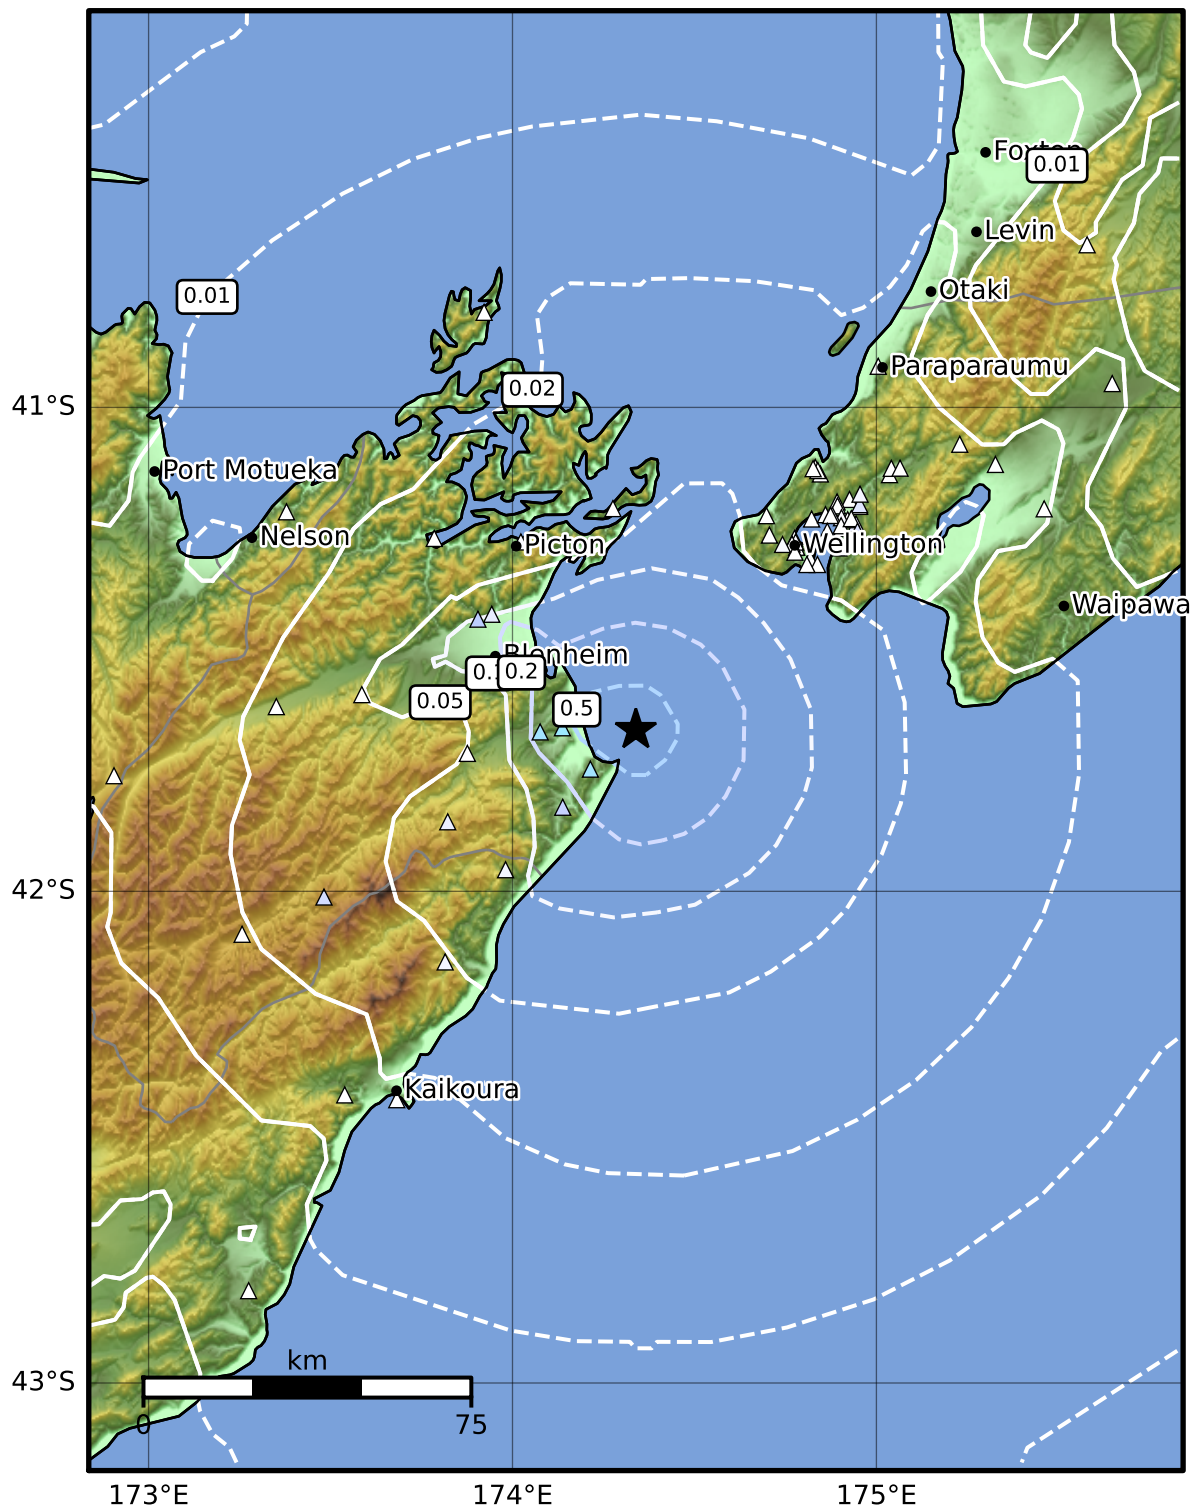 Foxton
0.01
Levin
Otaki
0.01
Paraparaumu
0.02
41°S
Port Motueka
Nelson
Picton
Wellington
Waipawa
Blenheim
0.2
0.05
0.5
42°S
Kaikoura
km
43°S
0
75
173°E
174°E
175°E